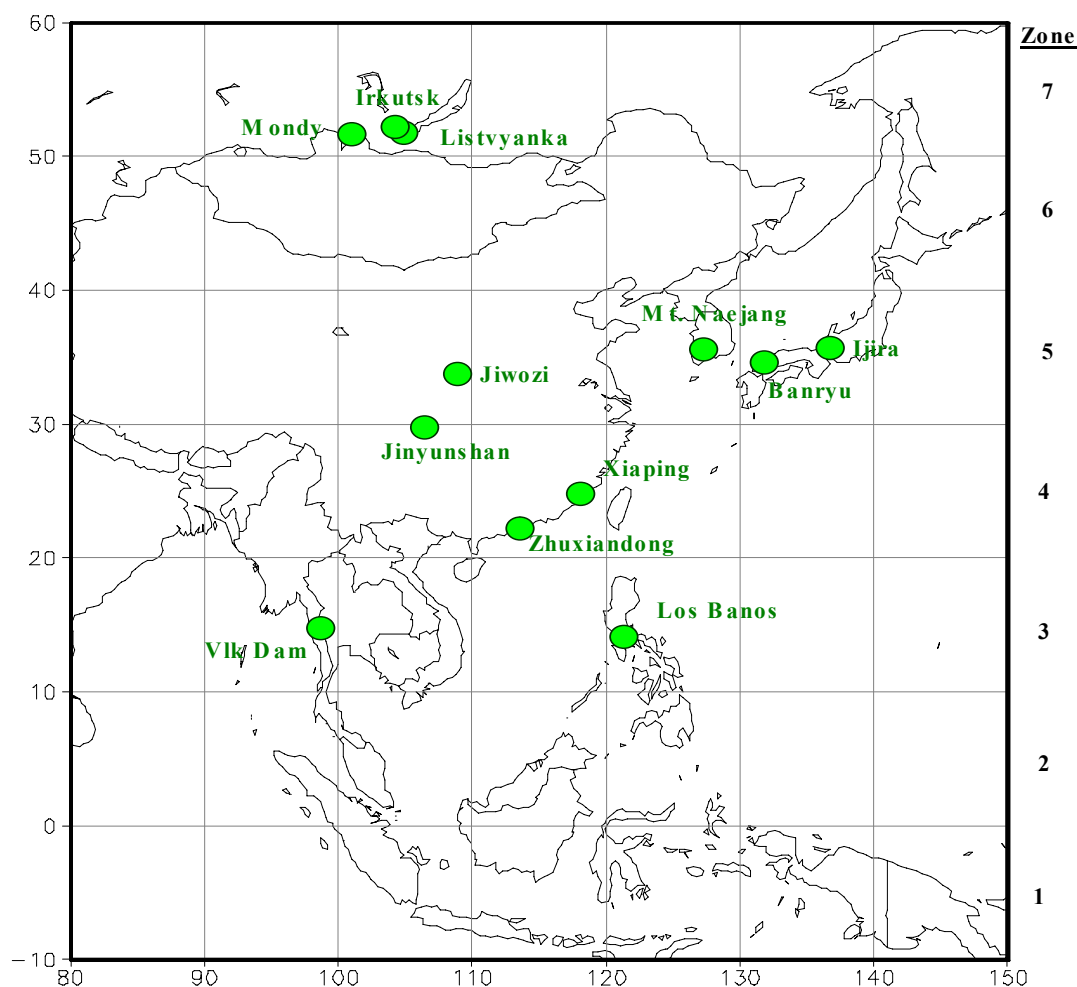 60
Zone
7
Irkutsk
Mondy
Listvyanka
50
6
40
Mt. Naejang
Ijira
5
Jiwozi
Banryu
30
Jinyunshan
Xiaping
4
Zhuxiandong
20
Los Banos
3
Vlk Dam
10
2
0
1
-10
80 90 100 110 120 130 140 150